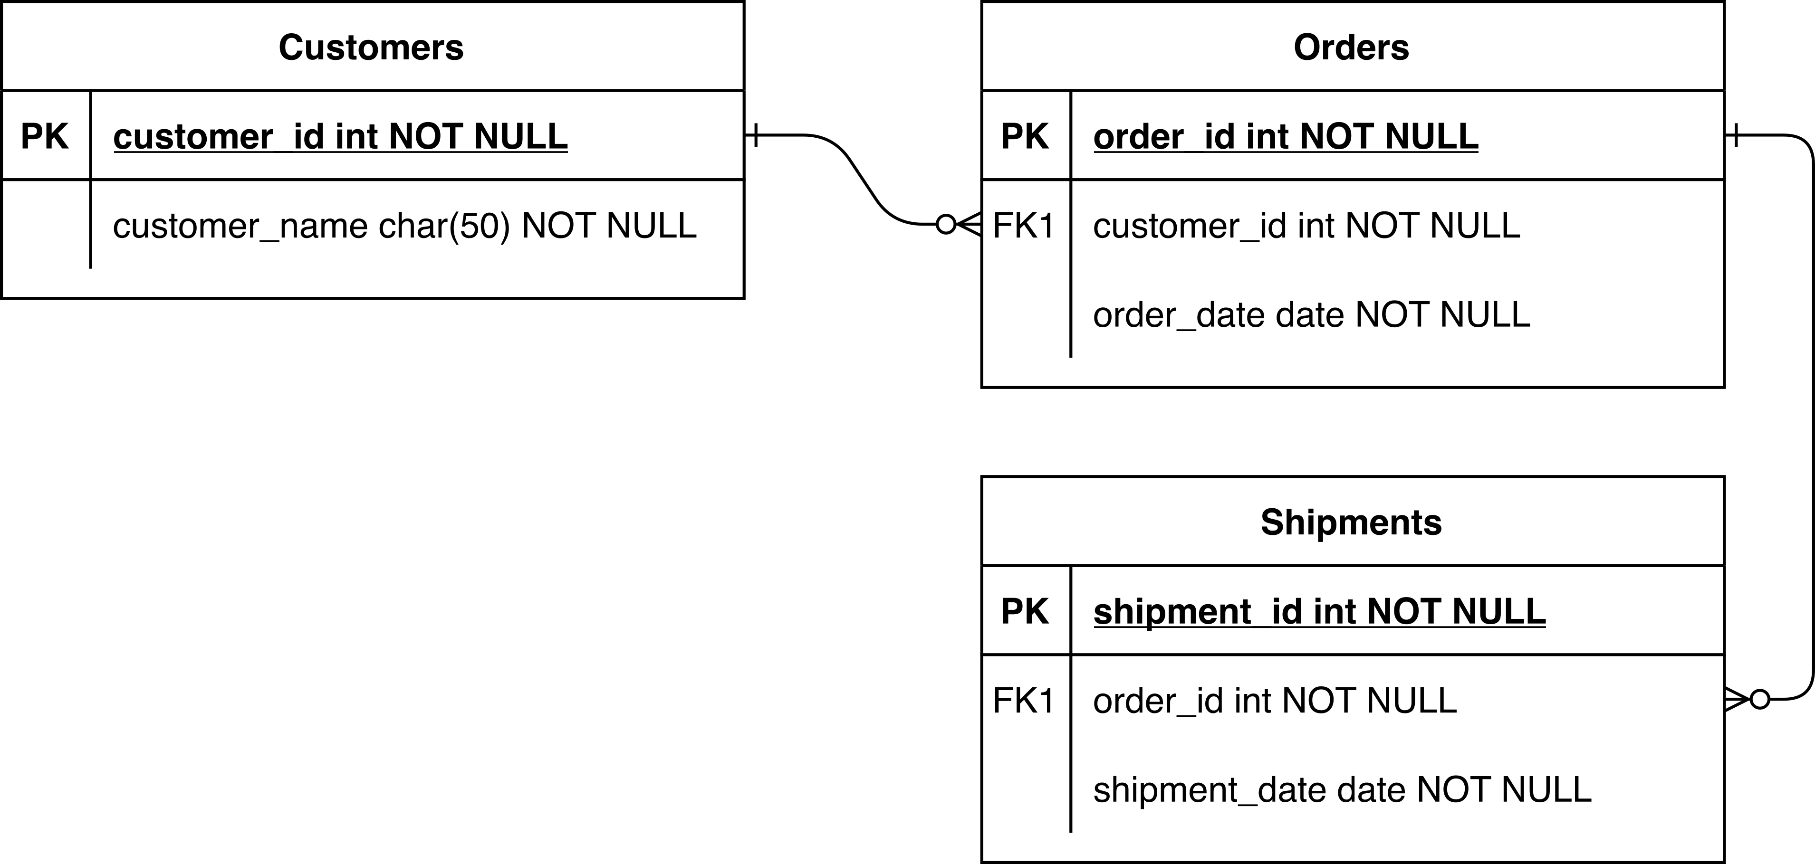 Customers
PK customer_id int NOT NULL
customer_name char(50) NOT NULL
Orders
PK order_id int NOT NULL
FK1 customer_id int NOT NULL
order_date date NOT NULL
Shipments
PK shipment_id int NOT NULL
FK1 order_id int NOT NULL
shipment_date date NOT NULL